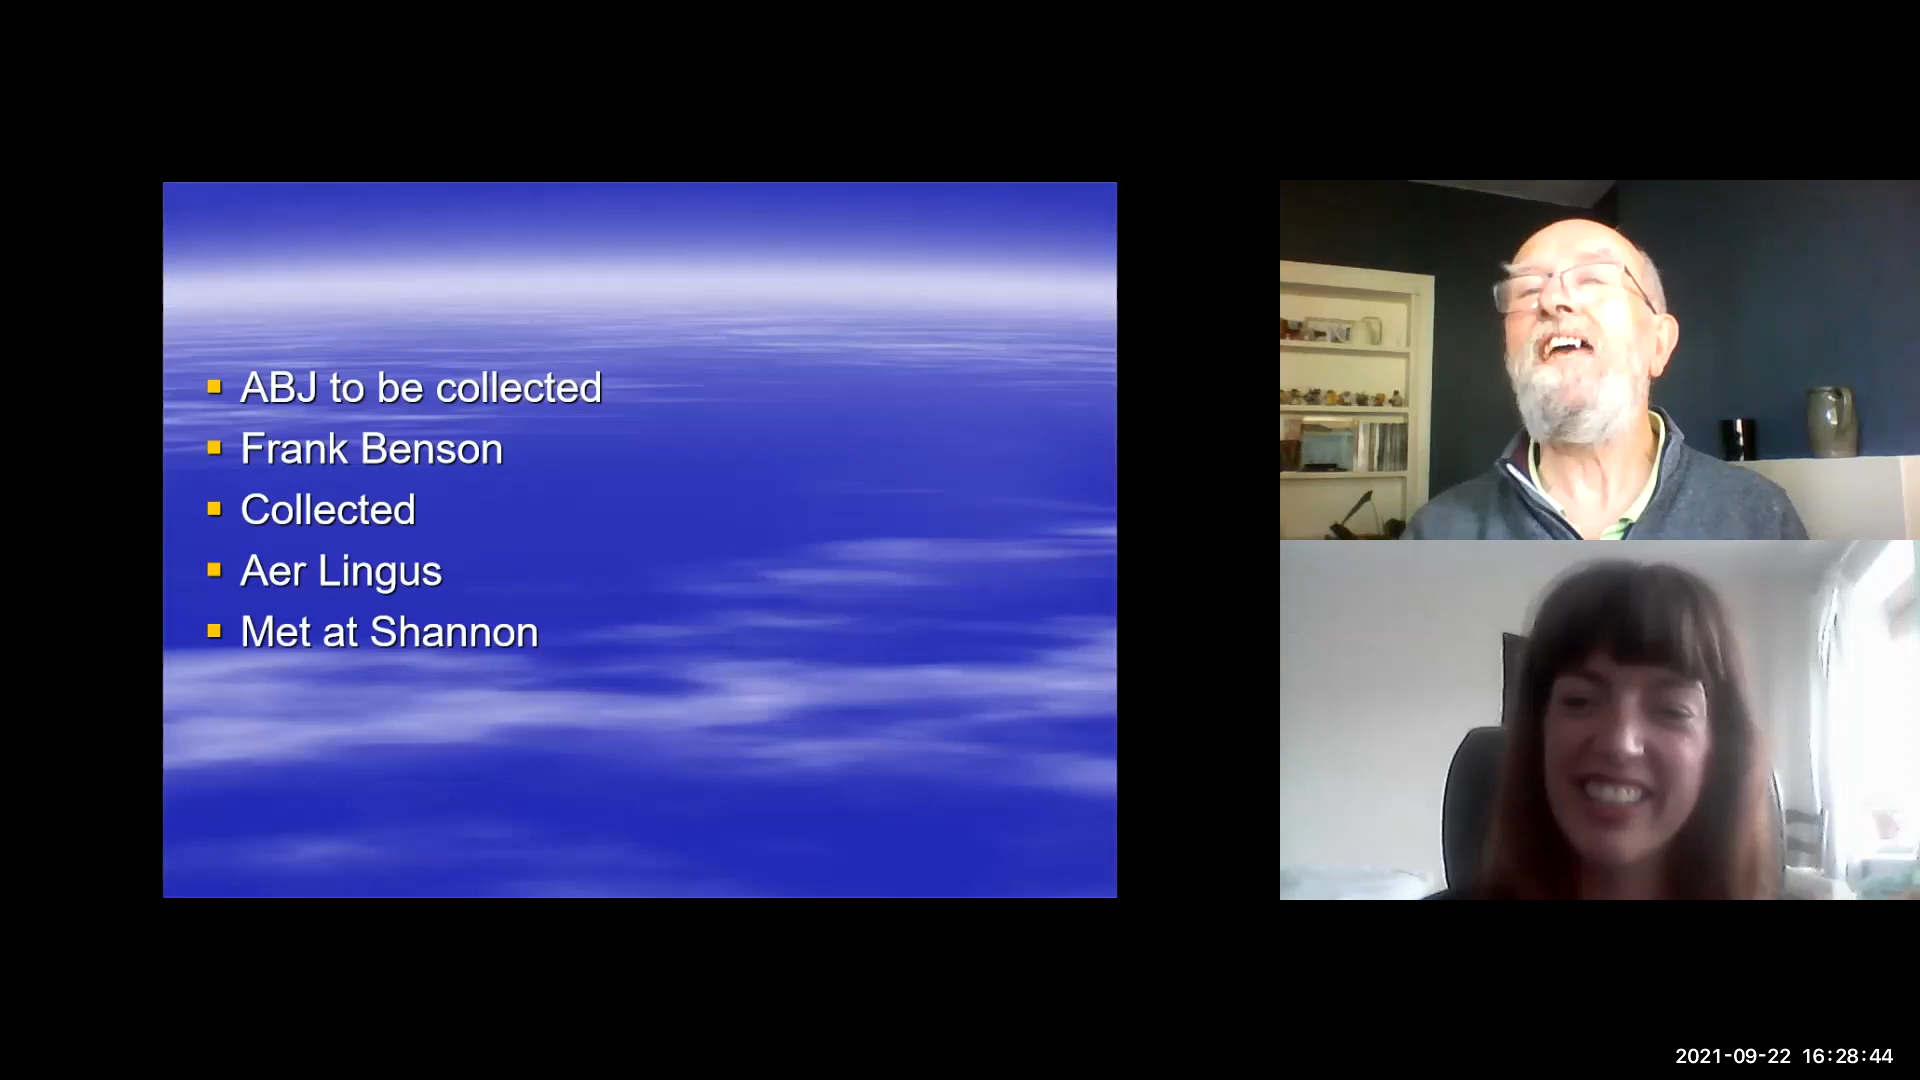 ABJ to be collected
Frank Benson
Collected
Aer Lingus
Met at Shannon
2021-09-22 16:28:44